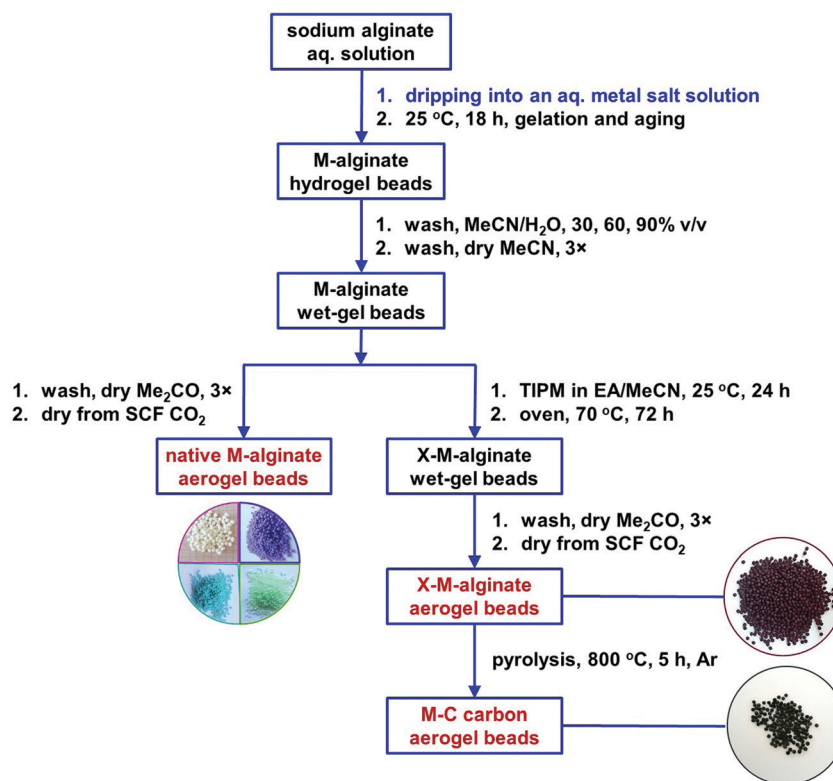 sodium alginate
aq. solution
1. dripping into an aq. metal salt solution
2. 25 °C, 18 h, gelation and aging
M-alginate
hydrogel beads
1. wash, MeCN/H₂O, 30, 60, 90% v/v
2. wash, dry MeCN, 3×
M-alginate
wet-gel beads
1. wash, dry Me₂CO, 3×
2. dry from SCF CO₂
native M-alginate
aerogel beads
1. TIPM in EA/MeCN, 25 °C, 24 h
2. oven, 70 °C, 72 h
X-M-alginate
wet-gel beads
1. wash, dry Me₂CO, 3×
2. dry from SCF CO₂
X-M-alginate
aerogel beads
pyrolysis, 800 °C, 5 h, Ar
M-C carbon
aerogel beads